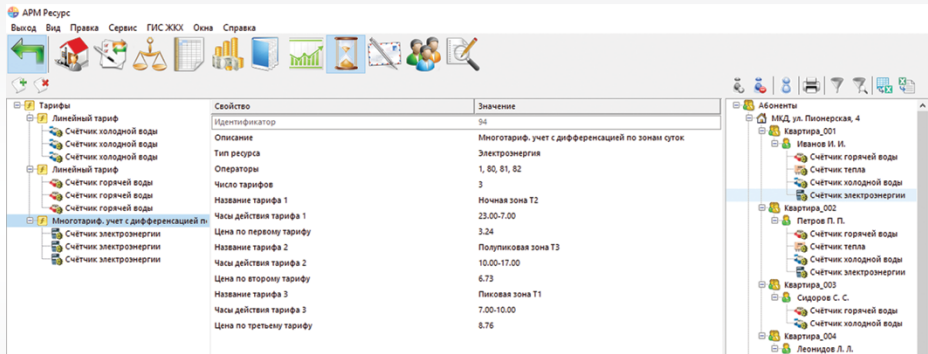 АРМ Ресурс
Выход Вид Правка Сервис ГИС ЖКХ Окна Справка
Тарифы
Линейный тариф
Счётчик холодной воды
Счётчик холодной воды
Счётчик холодной воды
Линейный тариф
Счётчик горячей воды
Счётчик горячей воды
Счётчик горячей воды
Многотариф. учет с дифференсацией п
Счётчик электроэнергии
Счётчик электроэнергии
Счётчик электроэнергии
Свойство Значение
Идентификатор 94
Описание Многотариф. учет с дифференсацией по зонам суток
Тип ресурса Электроэнергия
Операторы 1, 80, 81, 82
Число тарифов 3
Название тарифа 1 Ночная зона Т2
Часы действия тарифа 1 23.00-7.00
Цена по первому тарифу 3.24
Название тарифа 2 Полупиковая зона Т3
Часы действия тарифа 2 10.00-17.00
Цена по второму тарифу 6.73
Название тарифа 3 Пиковая зона Т1
Часы действия тарифа 3 7.00-10.00
Цена по третьему тарифу 8.76
Абоненты
МКД, ул. Пионерская, 4
Квартира_001
Иванов И. И.
Счётчик горячей воды
Счётчик тепла
Счётчик холодной воды
Счётчик электроэнергии
Квартира_002
Петров П. П.
Счётчик горячей воды
Счётчик тепла
Счётчик холодной воды
Счётчик электроэнергии
Квартира_003
Сидоров С. С.
Счётчик горячей воды
Счётчик холодной воды
Квартира_004
Леонидов Л. Л.